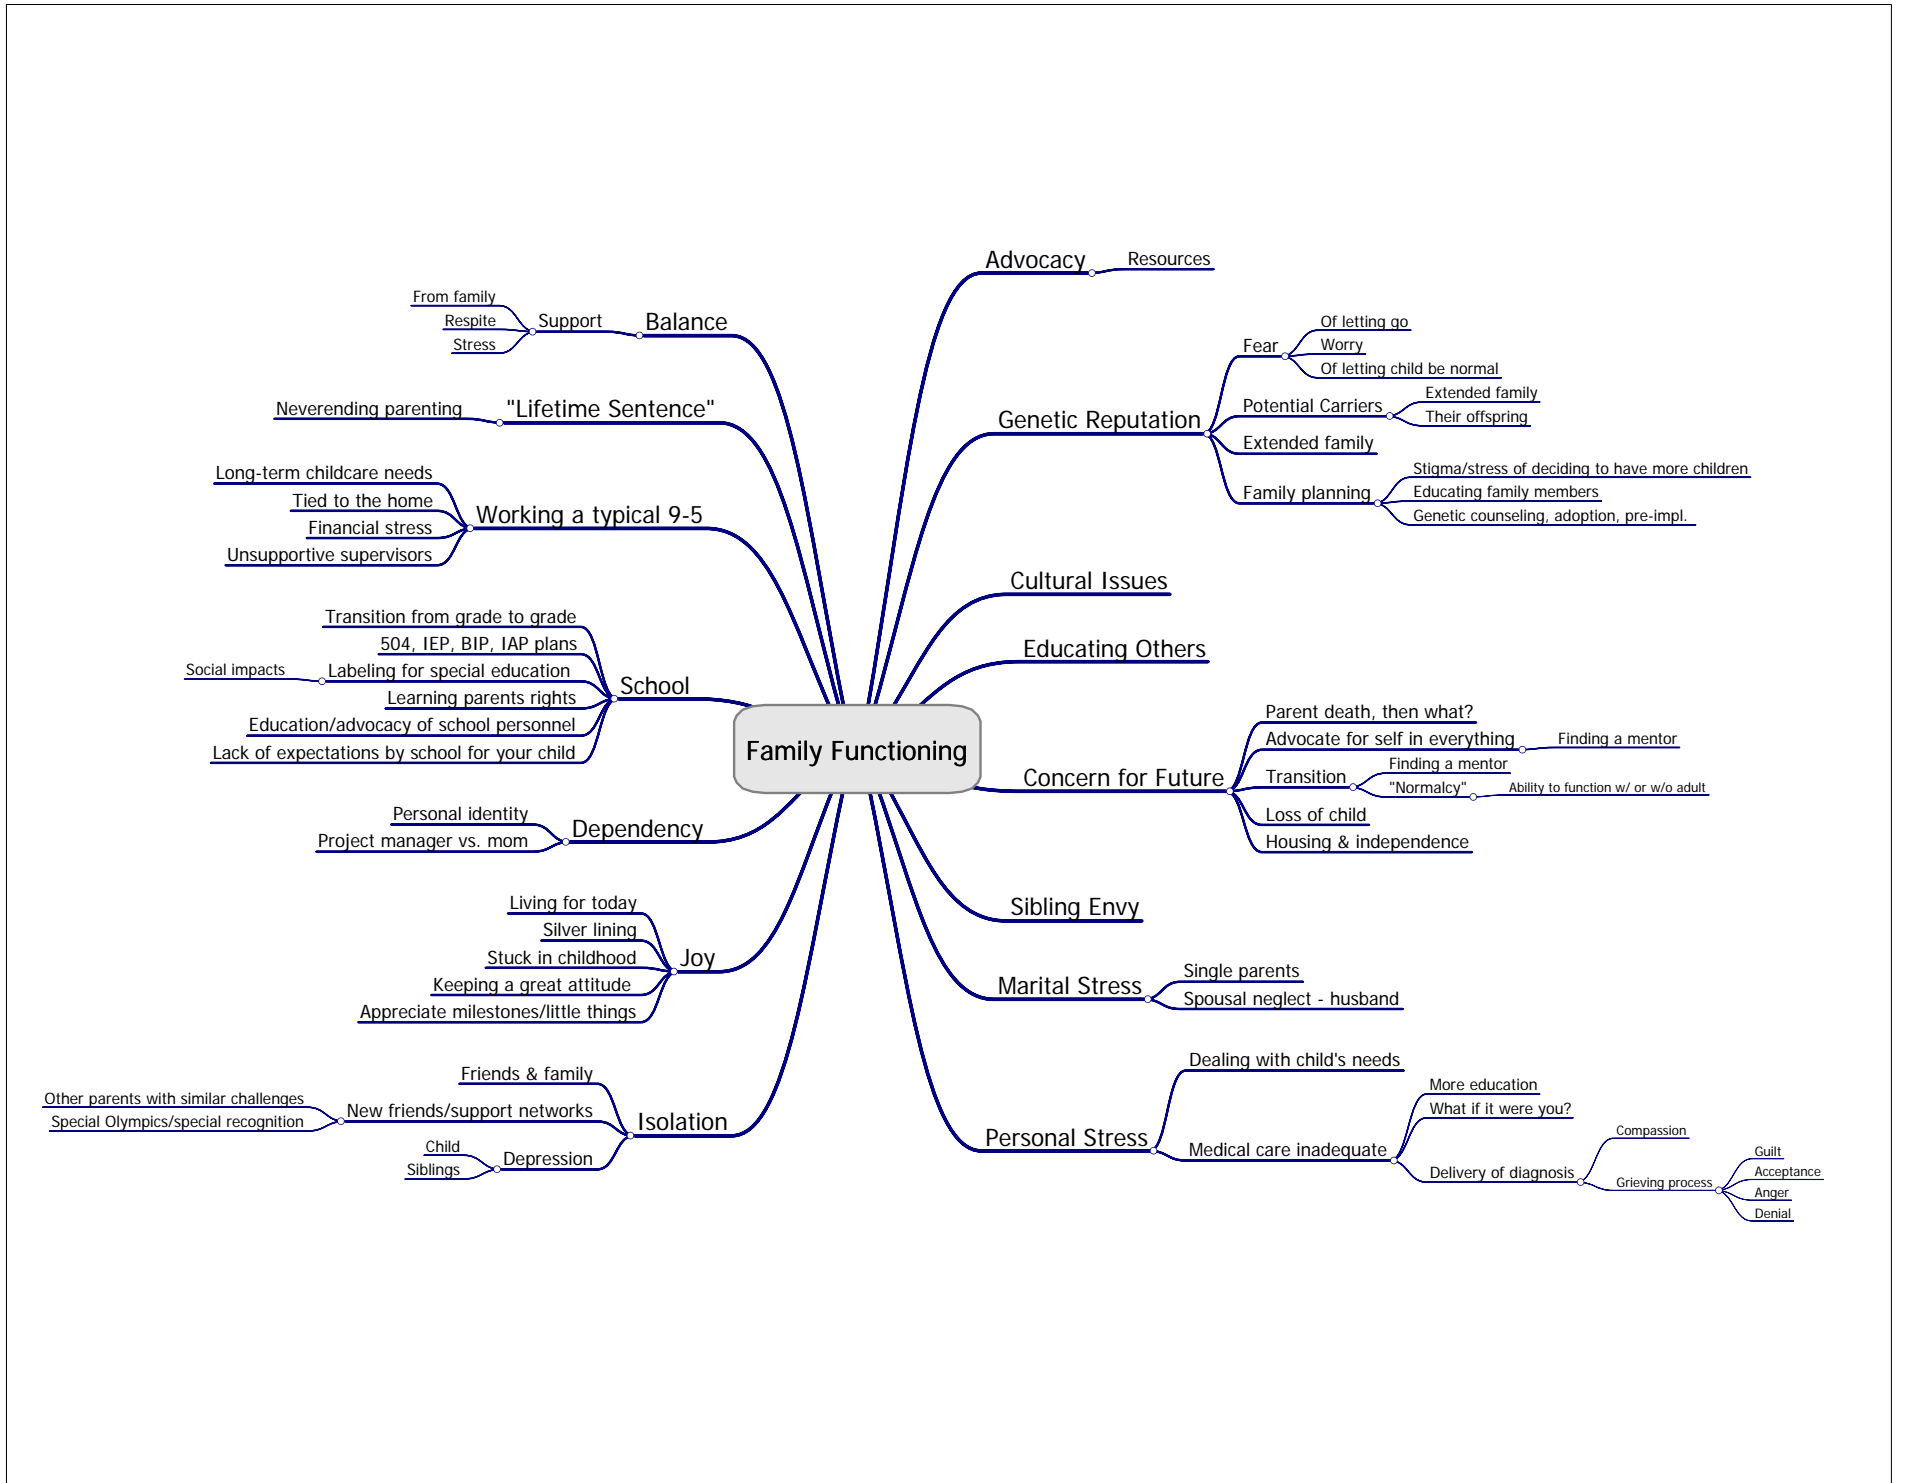 Family Functioning
Advocacy
Resources
Genetic Reputation
Fear
Of letting go
Worry
Of letting child be normal
Potential Carriers
Extended family
Their offspring
Extended family
Family planning
Stigma/stress of deciding to have more children
Educating family members
Genetic counseling, adoption, pre-impl.
Cultural Issues
Educating Others
Concern for Future
Parent death, then what?
Advocate for self in everything
Finding a mentor
Transition
Finding a mentor
"Normalcy"
Ability to function w/ or w/o adult
Loss of child
Housing & independence
Sibling Envy
Marital Stress
Single parents
Spousal neglect - husband
Personal Stress
Dealing with child's needs
Medical care inadequate
More education
What if it were you?
Delivery of diagnosis
Compassion
Grieving process
Guilt
Acceptance
Anger
Denial
Balance
Support
From family
Respite
Stress
"Lifetime Sentence"
Neverending parenting
Working a typical 9-5
Long-term childcare needs
Tied to the home
Financial stress
Unsupportive supervisors
School
Transition from grade to grade
504, IEP, BIP, IAP plans
Labeling for special education
Social impacts
Learning parents rights
Education/advocacy of school personnel
Lack of expectations by school for your child
Dependency
Personal identity
Project manager vs. mom
Joy
Living for today
Silver lining
Stuck in childhood
Keeping a great attitude
Appreciate milestones/little things
Isolation
Friends & family
New friends/support networks
Other parents with similar challenges
Special Olympics/special recognition
Depression
Child
Siblings